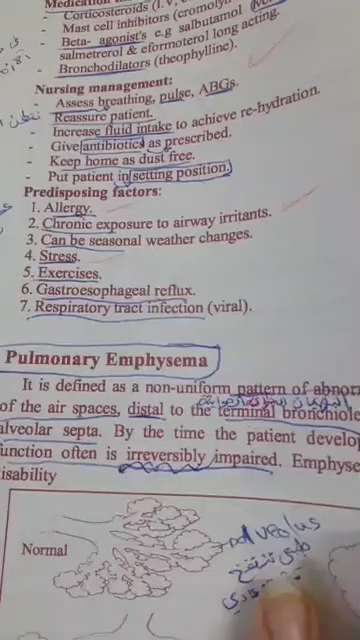 Medication
- Corticosteroids (I.V,
- Mast cell inhibitors (cromolyn
- Beta- agonist's e.g salbutamol
salmetrerol & eformoterol long acting.
- Bronchodilators (theophylline).
Nursing management:
- Assess breathing, pulse, ABGs.
- Reassure patient.
- Increase fluid intake to achieve re-hydration.
- Give antibiotics as prescribed.
- Keep home as dust free.
- Put patient in setting position.
Predisposing factors:
1. Allergy.
2. Chronic exposure to airway irritants.
3. Can be seasonal weather changes.
4. Stress.
5. Exercises.
6. Gastroesophageal reflux.
7. Respiratory tract infection (viral).
Pulmonary Emphysema
It is defined as a non-uniform pattern of abnor
of the air spaces, distal to the terminal bronchiole
alveolar septa. By the time the patient develop
function often is irreversibly impaired. Emphyse
isability
Normal